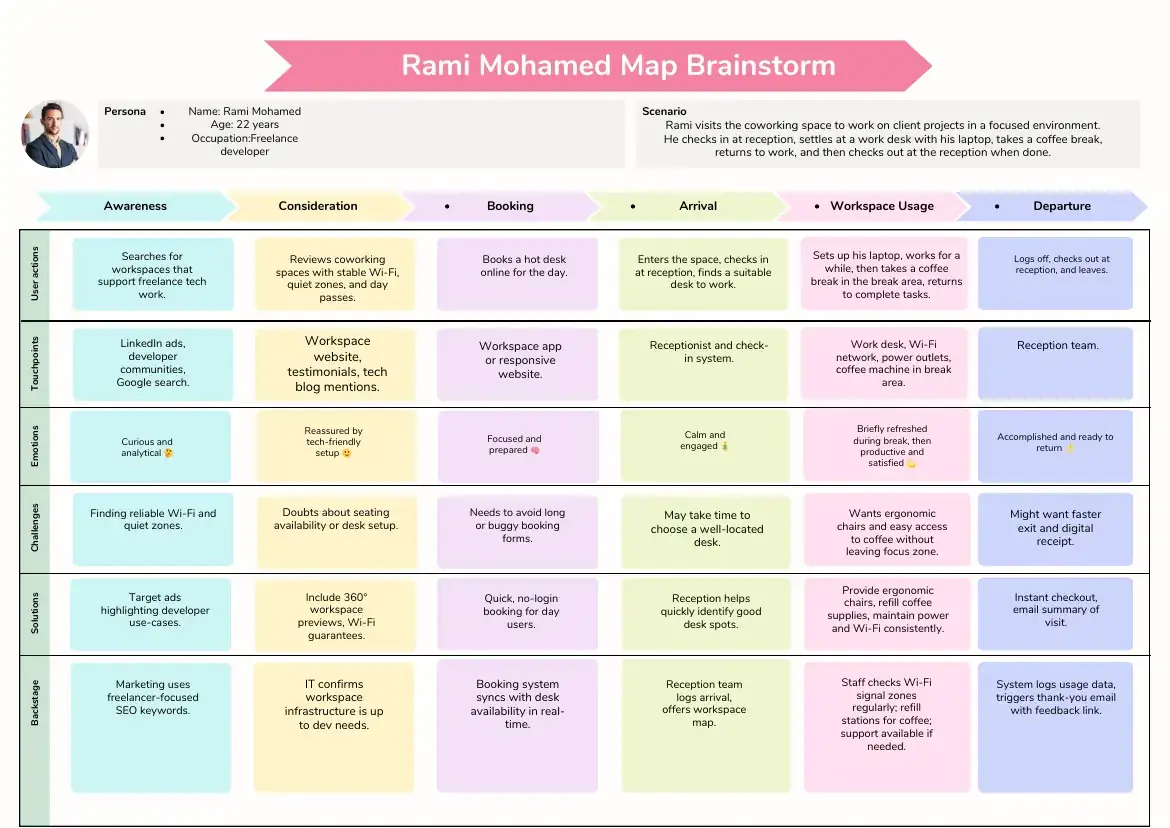 Rami Mohamed Map Brainstorm
Persona
• Name: Rami Mohamed
• Age: 22 years
• Occupation:Freelance
developer
Scenario
Rami visits the coworking space to work on client projects in a focused environment.
He checks in at reception, settles at a work desk with his laptop, takes a coffee break,
returns to work, and then checks out at the reception when done.
Awareness
Consideration
• Booking
• Arrival
• Workspace Usage
• Departure
User actions
Searches for
workspaces that
support freelance tech
work.
Reviews coworking
spaces with stable Wi-Fi,
quiet zones, and day
passes.
Books a hot desk
online for the day.
Enters the space, checks in
at reception, finds a suitable
desk to work.
Sets up his laptop, works for a
while, then takes a coffee
break in the break area, returns
to complete tasks.
Logs off, checks out at
reception, and leaves.
Touchpoints
LinkedIn ads,
developer
communities,
Google search.
Workspace
website,
testimonials, tech
blog mentions.
Workspace app
or responsive
website.
Receptionist and check-
in system.
Work desk, Wi-Fi
network, power outlets,
coffee machine in break
area.
Reception team.
Emotions
Curious and
analytical 🤔
Reassured by
tech-friendly
setup 🙂
Focused and
prepared 🧠
Calm and
engaged 🧘
Briefly refreshed
during break, then
productive and
satisfied 💪
Accomplished and ready to
return ✨
Challenges
Finding reliable Wi-Fi and
quiet zones.
Doubts about seating
availability or desk setup.
Needs to avoid long
or buggy booking
forms.
May take time to
choose a well-located
desk.
Wants ergonomic
chairs and easy access
to coffee without
leaving focus zone.
Might want faster
exit and digital
receipt.
Solutions
Target ads
highlighting developer
use-cases.
Include 360°
workspace
previews, Wi-Fi
guarantees.
Quick, no-login
booking for day
users.
Reception helps
quickly identify good
desk spots.
Provide ergonomic
chairs, refill coffee
supplies, maintain power
and Wi-Fi consistently.
Instant checkout,
email summary of
visit.
Backstage
Marketing uses
freelancer-focused
SEO keywords.
IT confirms
workspace
infrastructure is up
to dev needs.
Booking system
syncs with desk
availability in real-
time.
Reception team
logs arrival,
offers workspace
map.
Staff checks Wi-Fi
signal zones
regularly; refill
stations for coffee;
support available if
needed.
System logs usage data,
triggers thank-you email
with feedback link.